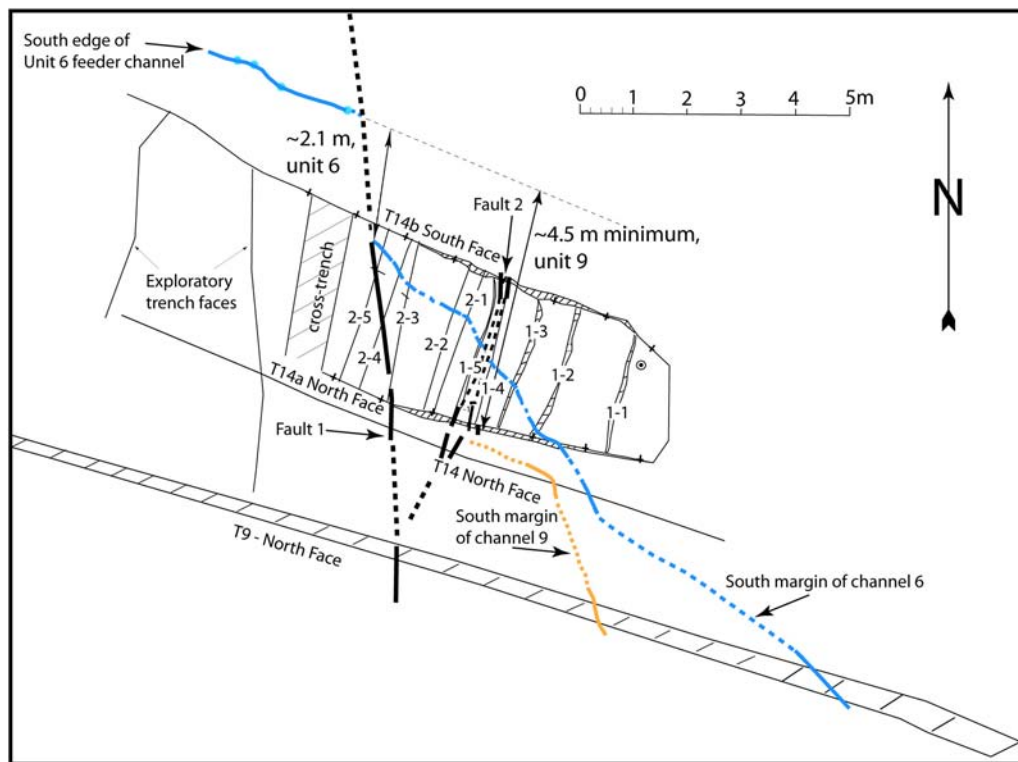 South edge of
Unit 6 feeder channel
0 1 2 3 4 5m
N
~2.1 m,
unit 6
Fault 2
T14b South Face
~4.5 m minimum,
unit 9
Exploratory
trench faces
cross-trench
2-5
2-4
2-3
2-2
2-1
1-5
1-4
1-3
1-2
1-1
T14a North Face
Fault 1
T14 North Face
T9 - North Face
South margin
of channel 9
South margin of channel 6